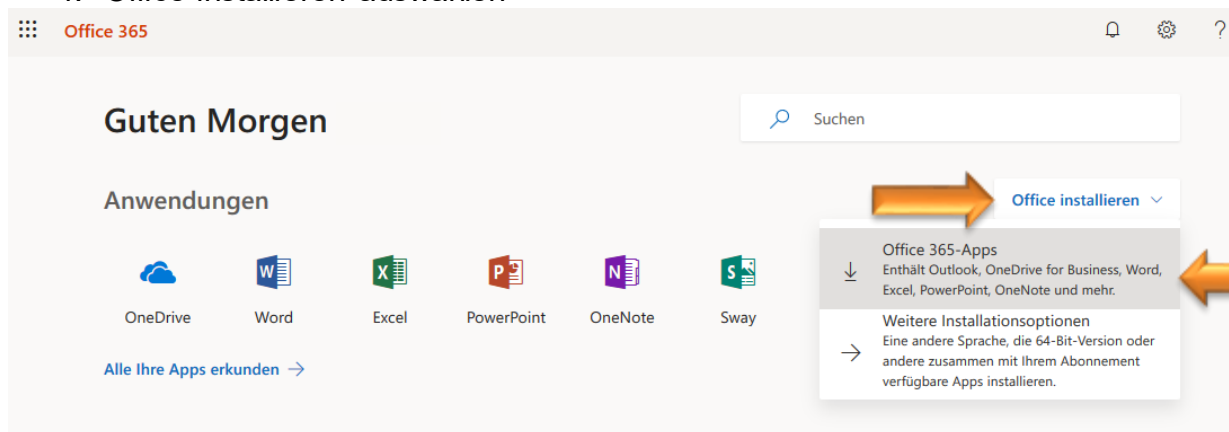 Office 365
?
Guten Morgen
Suchen
Anwendungen
Office installieren
Office 365-Apps
Enthält Outlook, OneDrive for Business, Word,
Excel, PowerPoint, OneNote und mehr.
OneDrive
Word
Excel
PowerPoint
OneNote
Sway
Weitere Installationsoptionen
Eine andere Sprache, die 64-Bit-Version oder
andere zusammen mit Ihrem Abonnement
verfügbare Apps installieren.
Alle Ihre Apps erkunden →